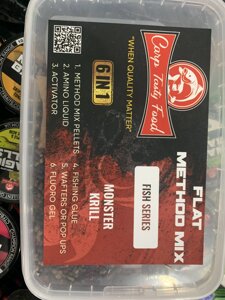 Carp Tasty Food
"WHEN QUALITY MATTER"
6 IN 1
1. METHOD MIX PELLETS
2. AMINO LIQUID
3. ACTIVATOR
4. FISHING GLUE
5. WAFTERS OR POP UPS
6. FLUORO GEL
FLAT
METHOD MIX
FISH SERIES
MONSTER
KRILL